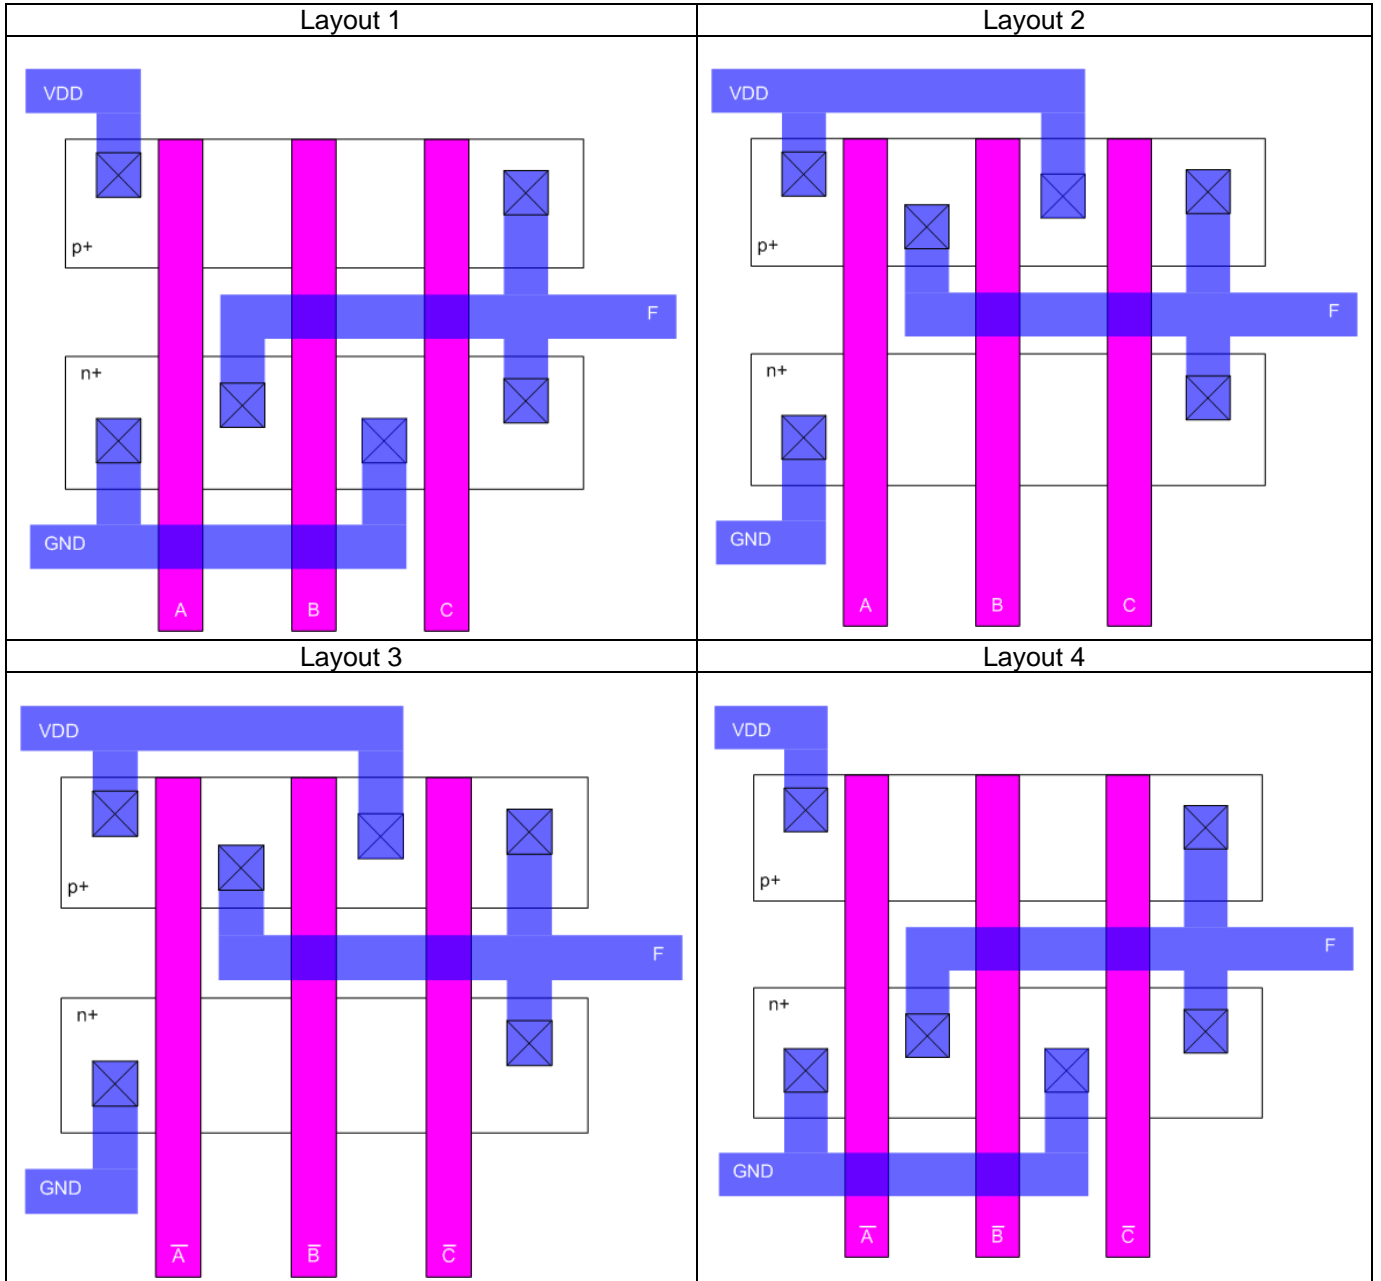 Layout 1
Layout 2
VDD
p+
F
n+
GND
A B C
VDD
p+
F
n+
GND
A B C
Layout 3
Layout 4
VDD
p+
F
n+
GND
A̅ B̅ C̅
VDD
p+
F
n+
GND
A̅ B̅ C̅